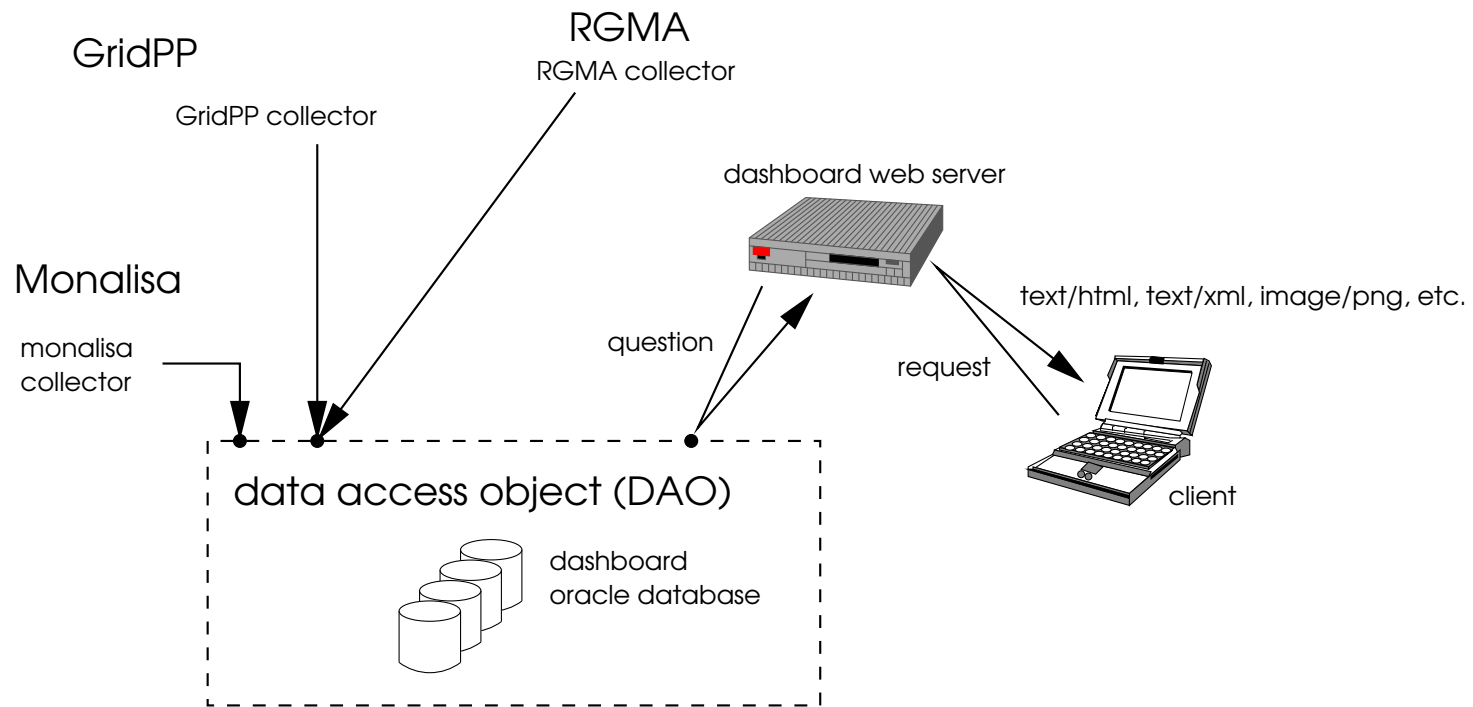 RGMA
RGMA collector
GridPP
GridPP collector
dashboard web server
Monalisa
monalisa
collector
text/html, text/xml, image/png, etc.
question
request
client
data access object (DAO)
dashboard
oracle database